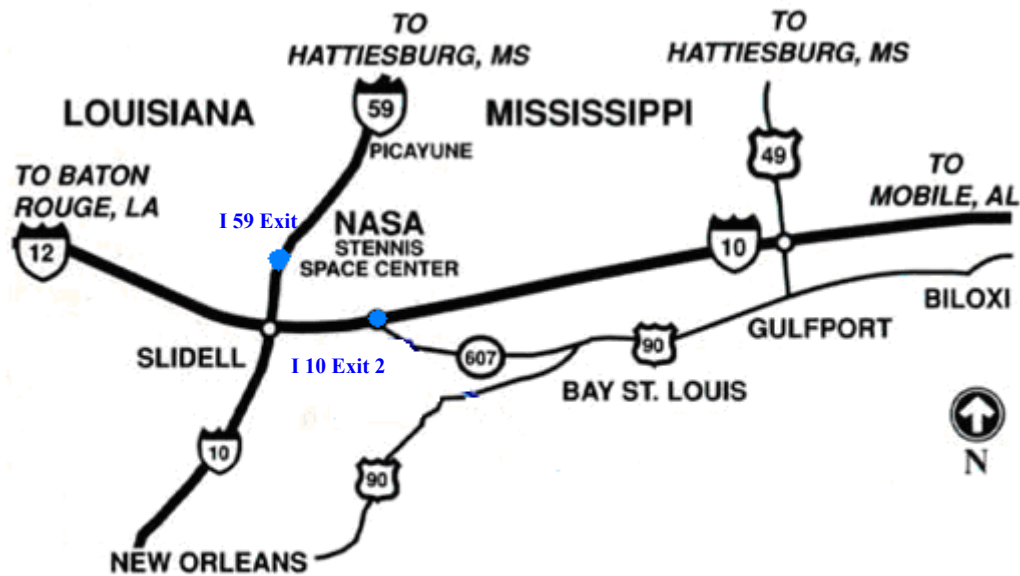 TO
HATTIESBURG, MS
TO
HATTIESBURG, MS
59
LOUISIANA
MISSISSIPPI
PICAYUNE
49
TO BATON
ROUGE, LA
TO
MOBILE, AL
I 59 Exit
NASA
STENNIS
SPACE CENTER
12
10
BILOXI
GULFPORT
SLIDELL
I 10 Exit 2
607
90
BAY ST. LOUIS
10
90
N
NEW ORLEANS